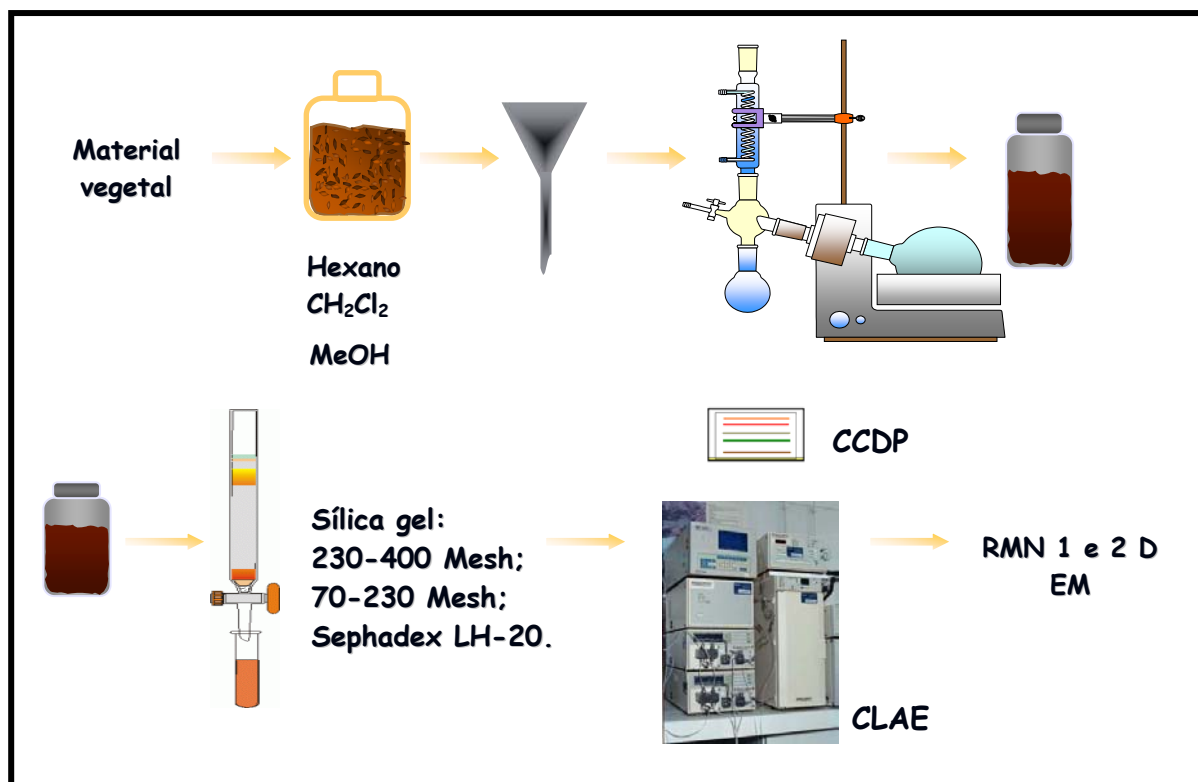 Material
vegetal
Hexano
CH₂Cl₂
MeOH
CCDP
Sílica gel:
230-400 Mesh;
70-230 Mesh;
Sephadex LH-20.
RMN 1 e 2 D
EM
CLAE